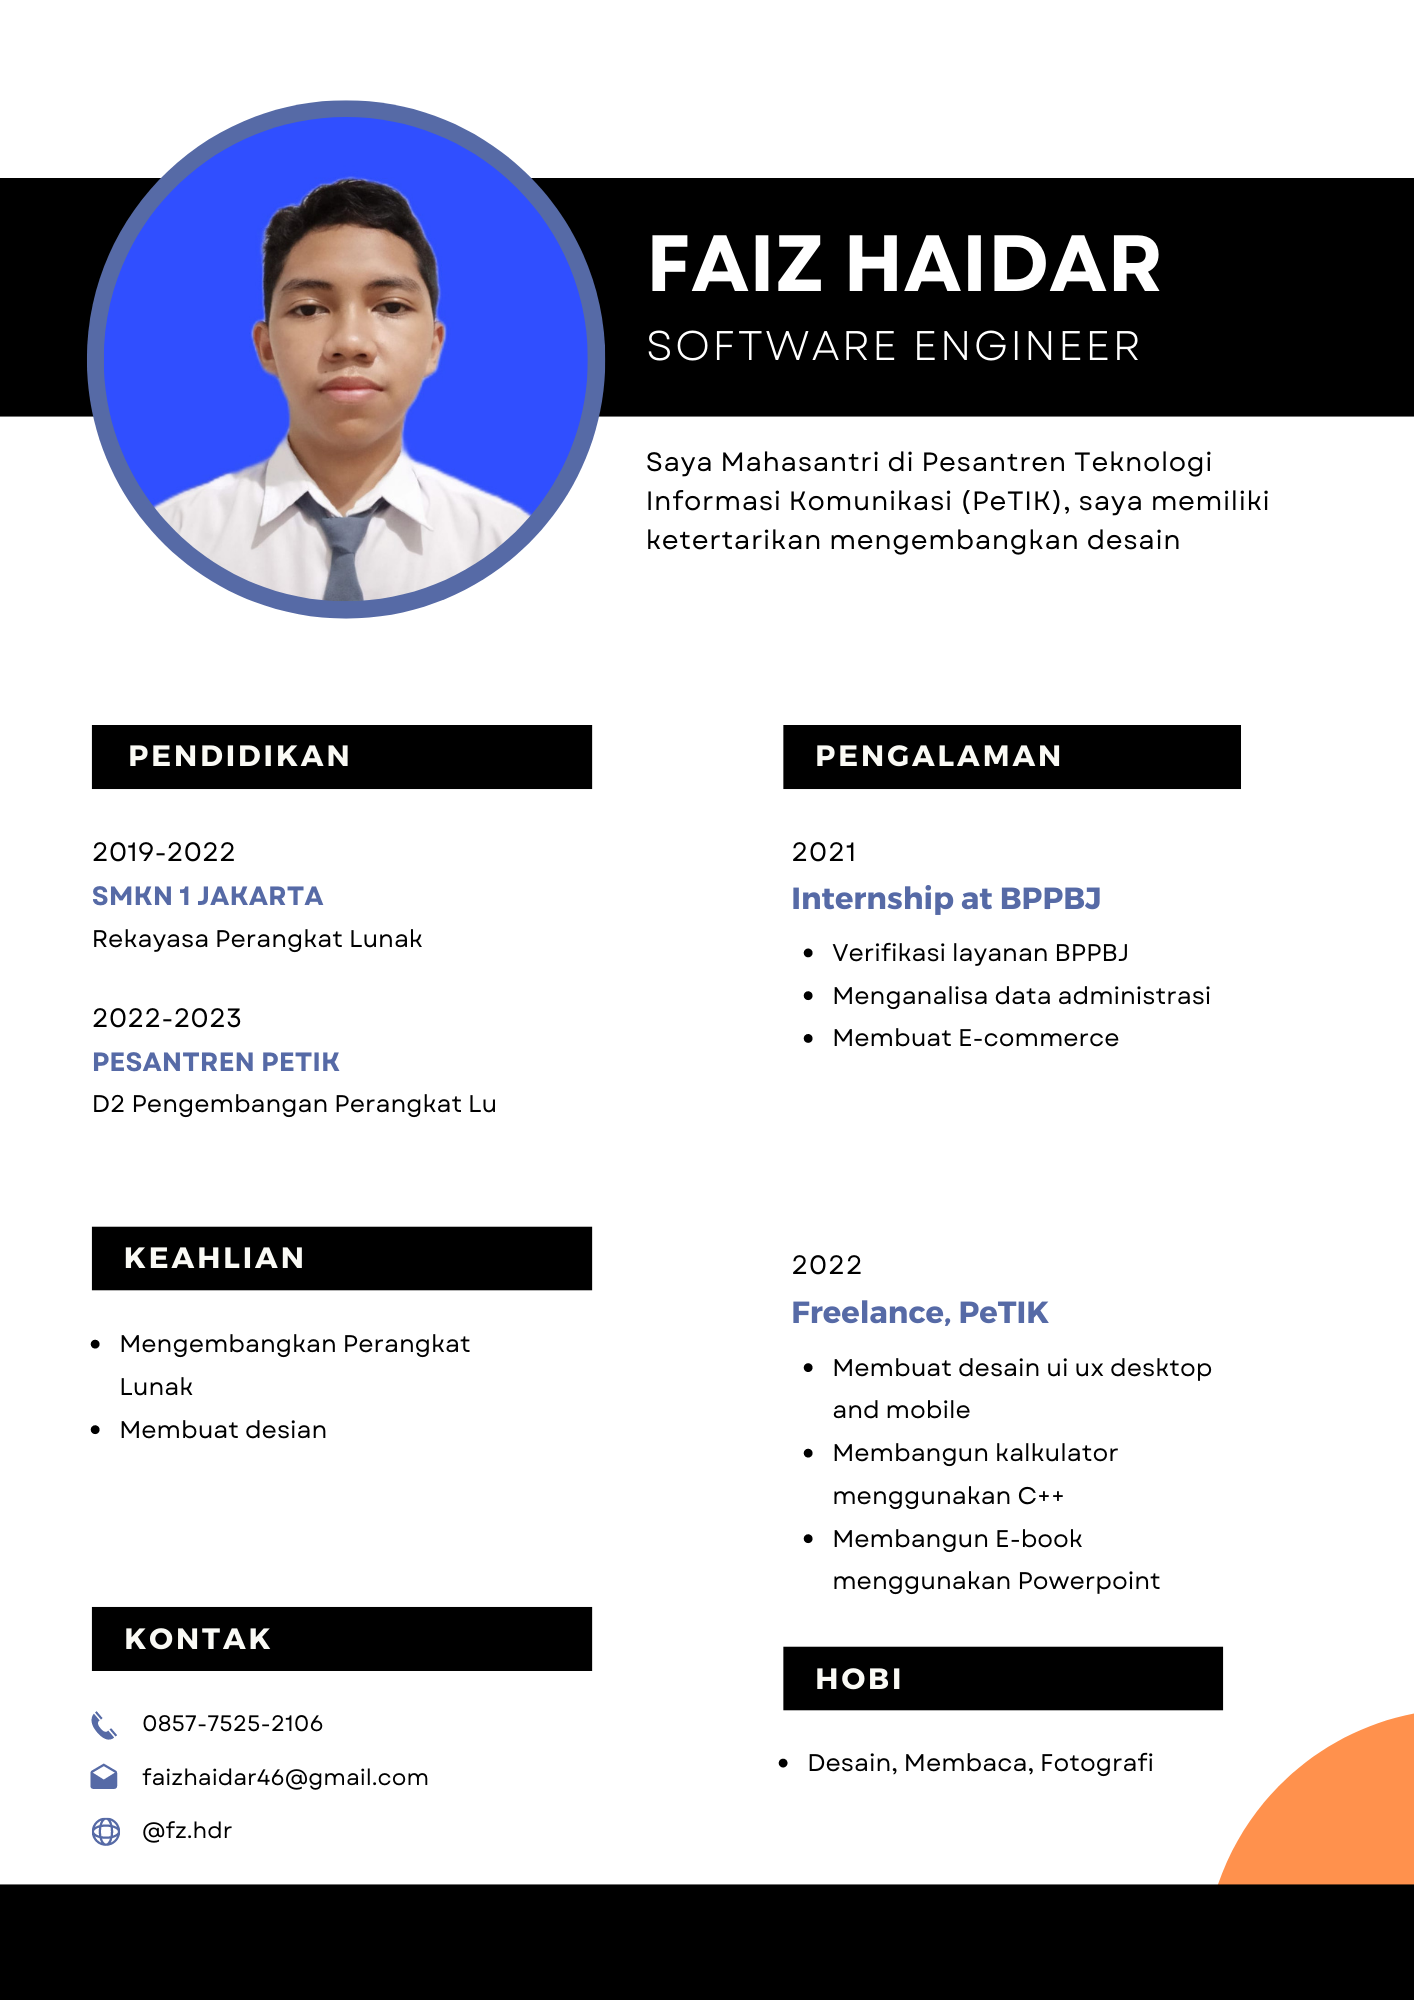 FAIZ HAIDAR
SOFTWARE ENGINEER
Saya Mahasantri di Pesantren Teknologi
Informasi Komunikasi (PeTIK), saya memiliki
ketertarikan mengembangkan desain
PENDIDIKAN
2019-2022
SMKN 1 JAKARTA
Rekayasa Perangkat Lunak
2022-2023
PESANTREN PETIK
D2 Pengembangan Perangkat Lu
KEAHLIAN
• Mengembangkan Perangkat
Lunak
• Membuat desian
KONTAK
0857-7525-2106
faizhaidar46@gmail.com
@fz.hdr
PENGALAMAN
2021
Internship at BPPBJ
• Verifikasi layanan BPPBJ
• Menganalisa data administrasi
• Membuat E-commerce
2022
Freelance, PeTIK
• Membuat desain ui ux desktop
and mobile
• Membangun kalkulator
menggunakan C++
• Membangun E-book
menggunakan Powerpoint
HOBI
• Desain, Membaca, Fotografi